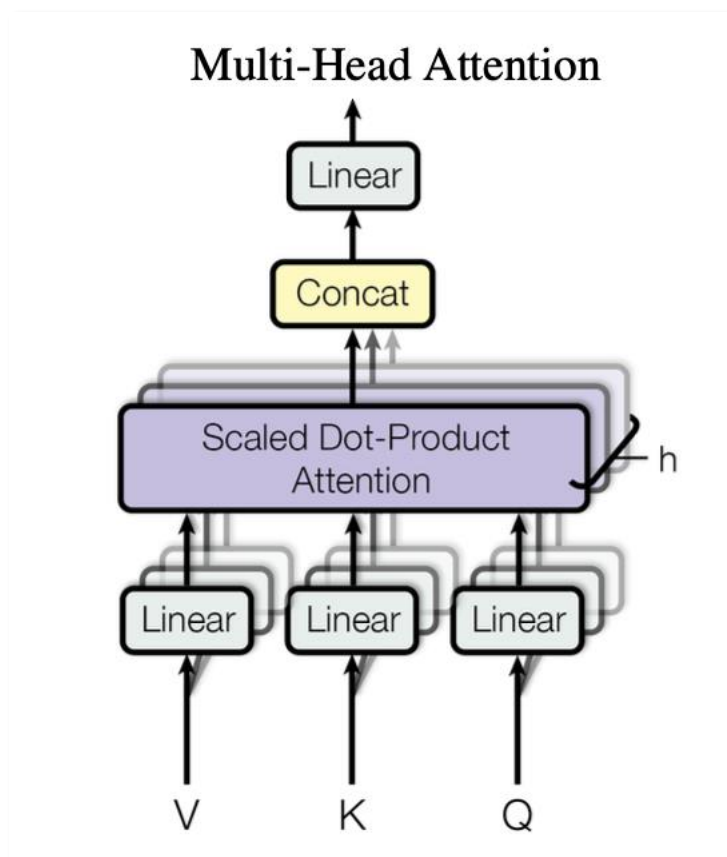 Multi-Head Attention
Linear
Concat
Scaled Dot-Product
Attention
h
Linear
Linear
Linear
V
K
Q